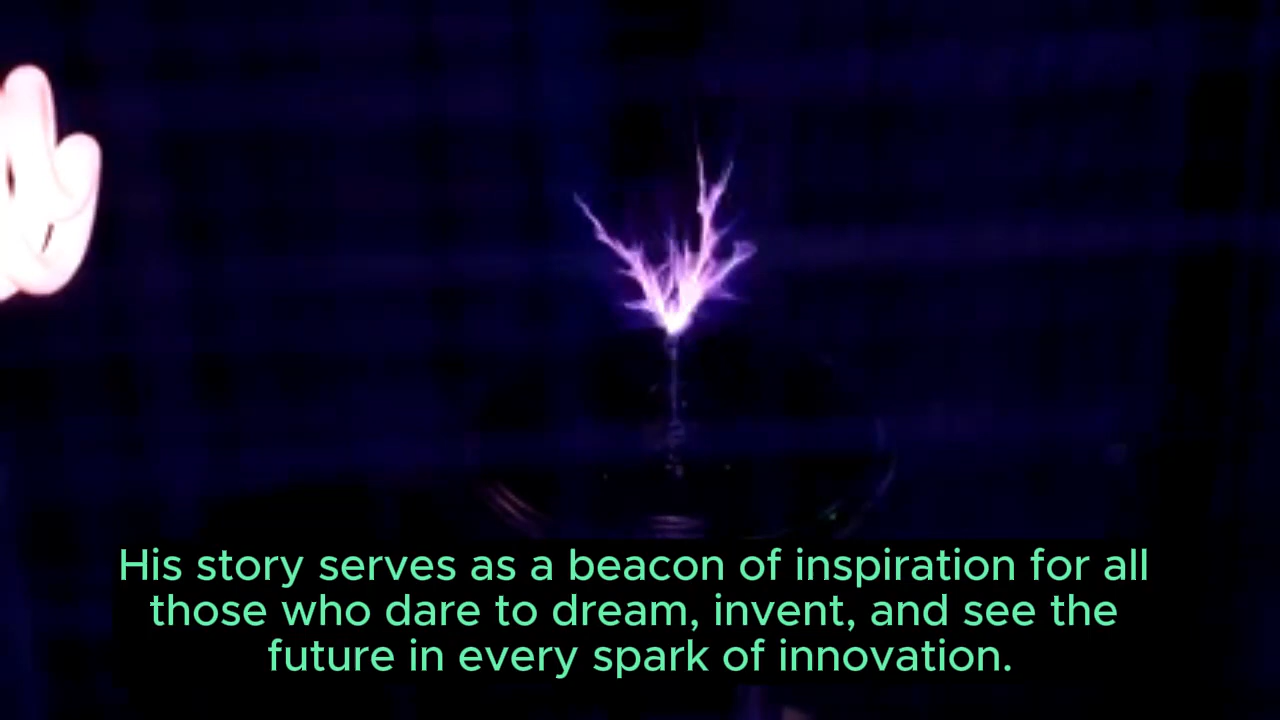 His story serves as a beacon of inspiration for all
those who dare to dream, invent, and see the
future in every spark of innovation.